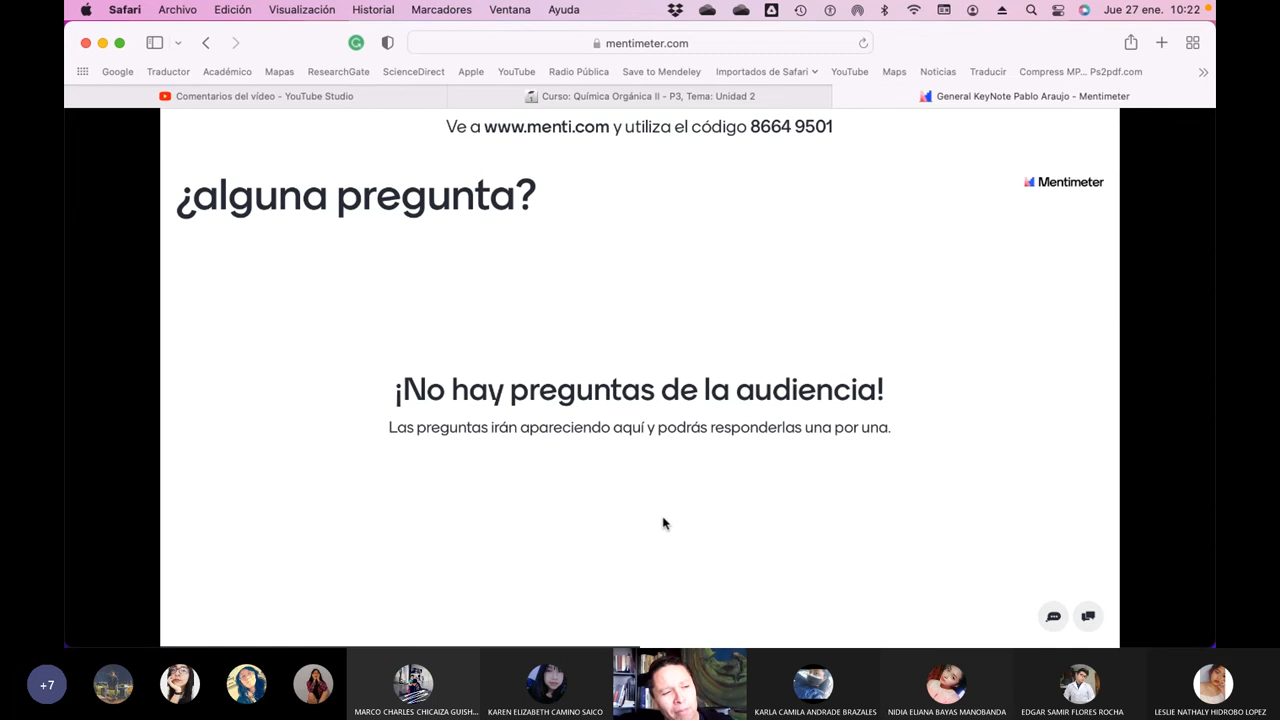 Safari Archivo Edición Visualización Historial Marcadores Ventana Ayuda Jue 27 ene. 10:22
mentimeter.com
Google Traductor Académico Mapas ResearchGate ScienceDirect Apple YouTube Radio Pública Save to Mendeley Importados de Safari YouTube Maps Noticias Traducir Compress MP... Ps2pdf.com
Comentarios del vídeo - YouTube Studio Curso: Química Orgánica II - P3, Tema: Unidad 2 General KeyNote Pablo Araujo - Mentimeter
Ve a www.menti.com y utiliza el código 8664 9501
Mentimeter
¿alguna pregunta?
¡No hay preguntas de la audiencia!
Las preguntas irán apareciendo aquí y podrás responderlas una por una.
+7
MARCO CHARLES CHICAIZA GUISH... KAREN ELIZABETH CAMINO SAICO KARLA CAMILA ANDRADE BRAZALES NIDIA ELIANA BAYAS MANOBANDA EDGAR SAMIR FLORES ROCHA LESLIE NATHALY HIDROBO LOPEZ